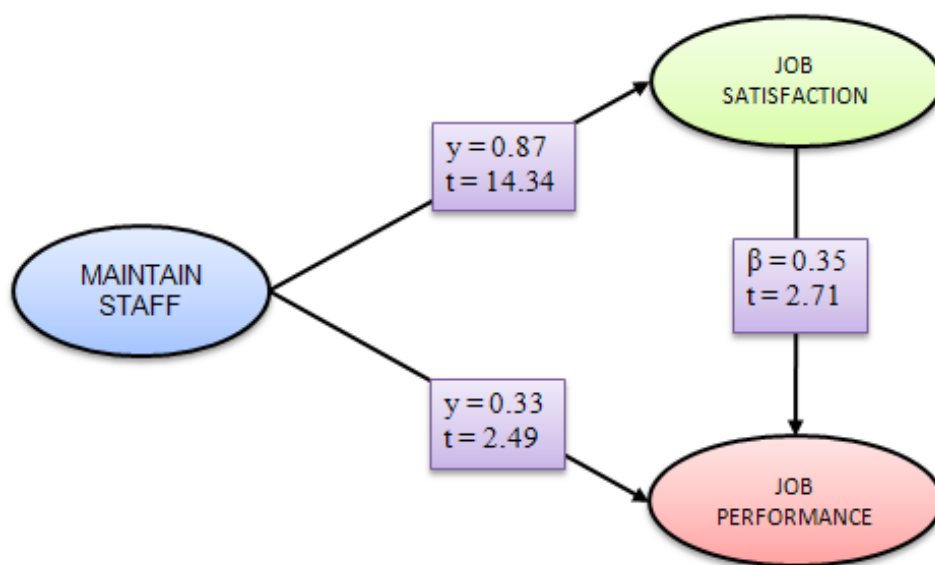 JOB
SATISFACTION
y = 0.87
t = 14.34
MAINTAIN
STAFF
β = 0.35
t = 2.71
y = 0.33
t = 2.49
JOB
PERFORMANCE